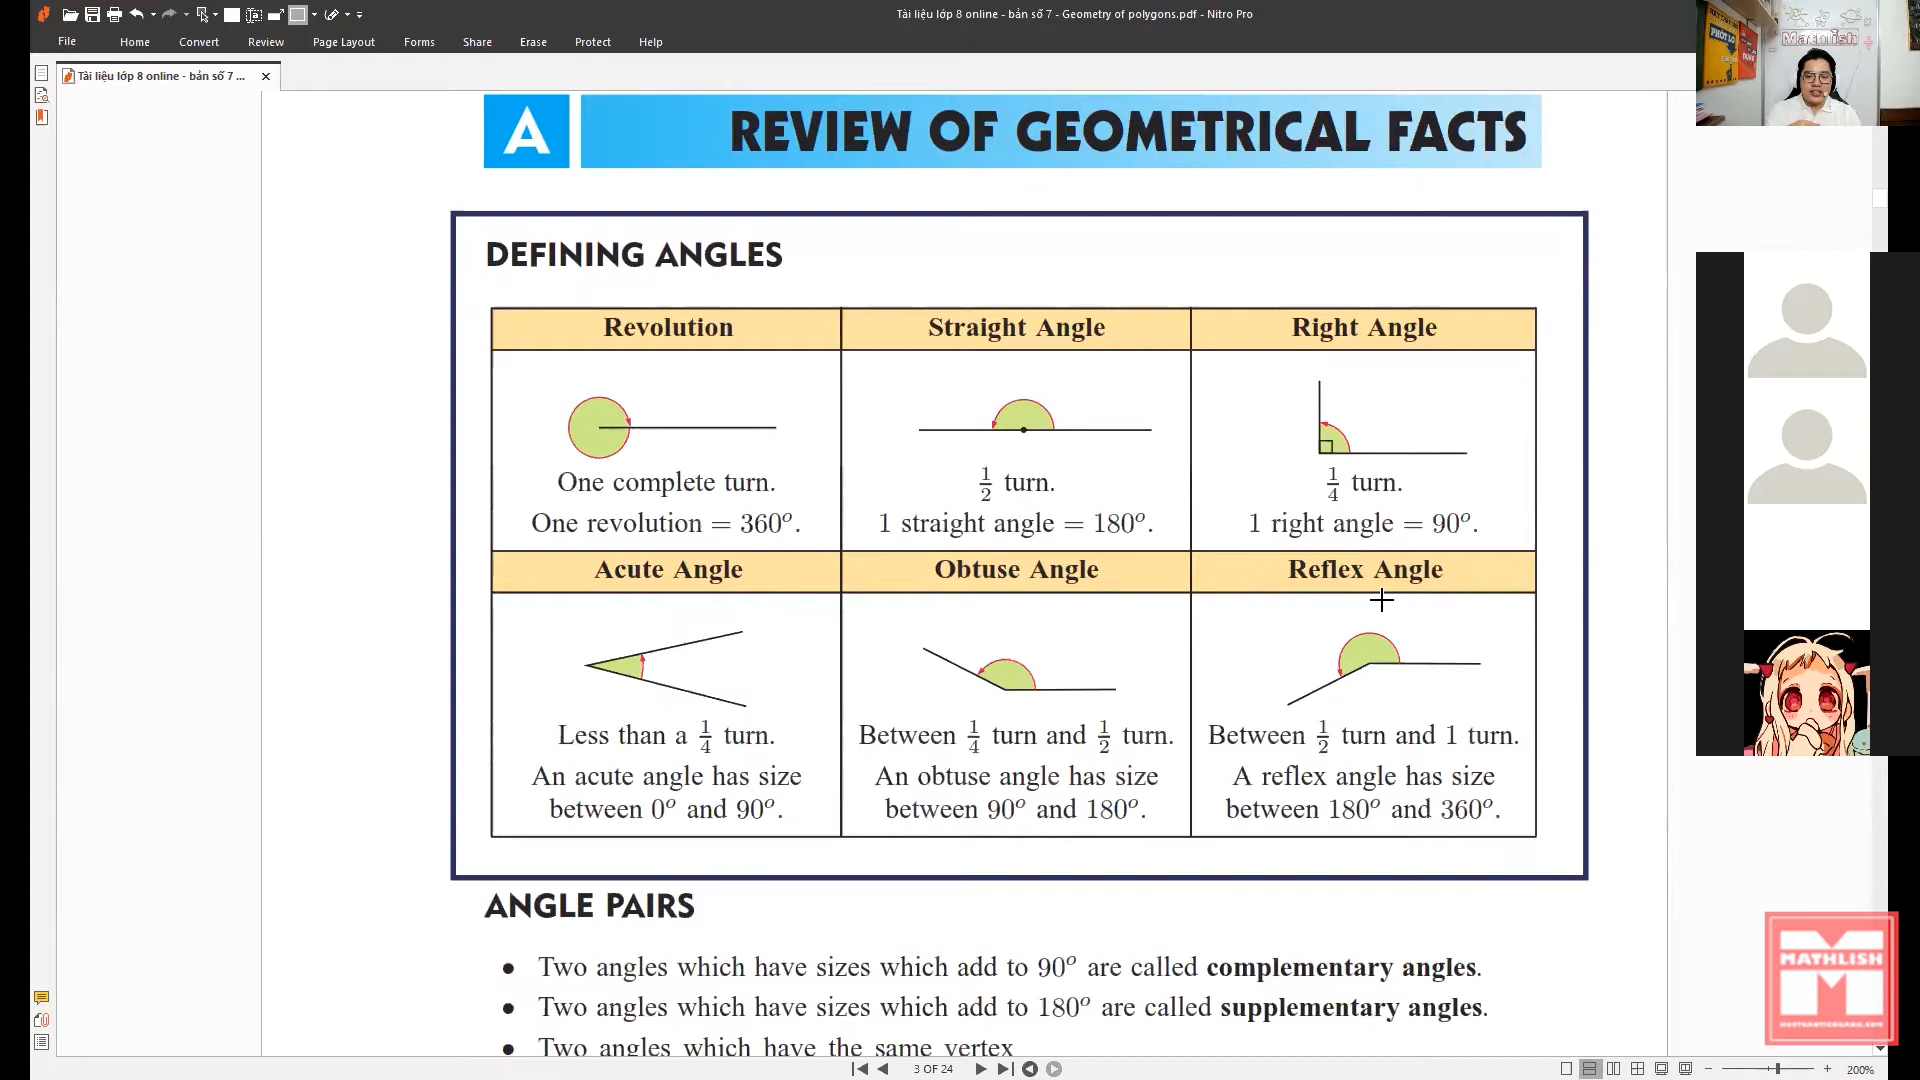 Tài liệu lớp 8 online - bản số 7 - Geometry of polygons.pdf - Nitro Pro
File Home Convert Review Page Layout Forms Share Erase Protect Help
Tài liệu lớp 8 online - bản số 7 ...
A REVIEW OF GEOMETRICAL FACTS
DEFINING ANGLES
Revolution Straight Angle Right Angle
One complete turn. 1/2 turn. 1/4 turn.
One revolution = 360°. 1 straight angle = 180°. 1 right angle = 90°.
Acute Angle Obtuse Angle Reflex Angle
Less than a 1/4 turn. Between 1/4 turn and 1/2 turn. Between 1/2 turn and 1 turn.
An acute angle has size An obtuse angle has size A reflex angle has size
between 0° and 90°. between 90° and 180°. between 180° and 360°.
ANGLE PAIRS
• Two angles which have sizes which add to 90° are called complementary angles.
• Two angles which have sizes which add to 180° are called supplementary angles.
• Two angles which have the same vertex
3 OF 24
200%
Mathlish
MATHLISH
HOCTOANTIENGANH.COM